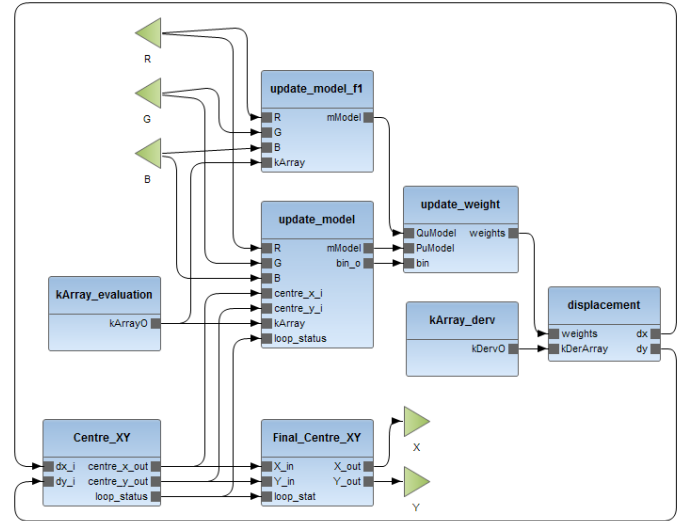 R
G
B
update_model_f1
R mModel
G
B
kArray
update_model
R mModel
G bin_o
B
centre_x_i
centre_y_i
kArray
loop_status
update_weight
QuModel weights
PuModel
bin
kArray_evaluation
kArrayO
kArray_derv
kDervO
displacement
weights dx
kDerArray dy
Centre_XY
dx_i centre_x_out
dy_i centre_y_out
loop_status
Final_Centre_XY
X_in X_out
Y_in Y_out
loop_stat
X
Y